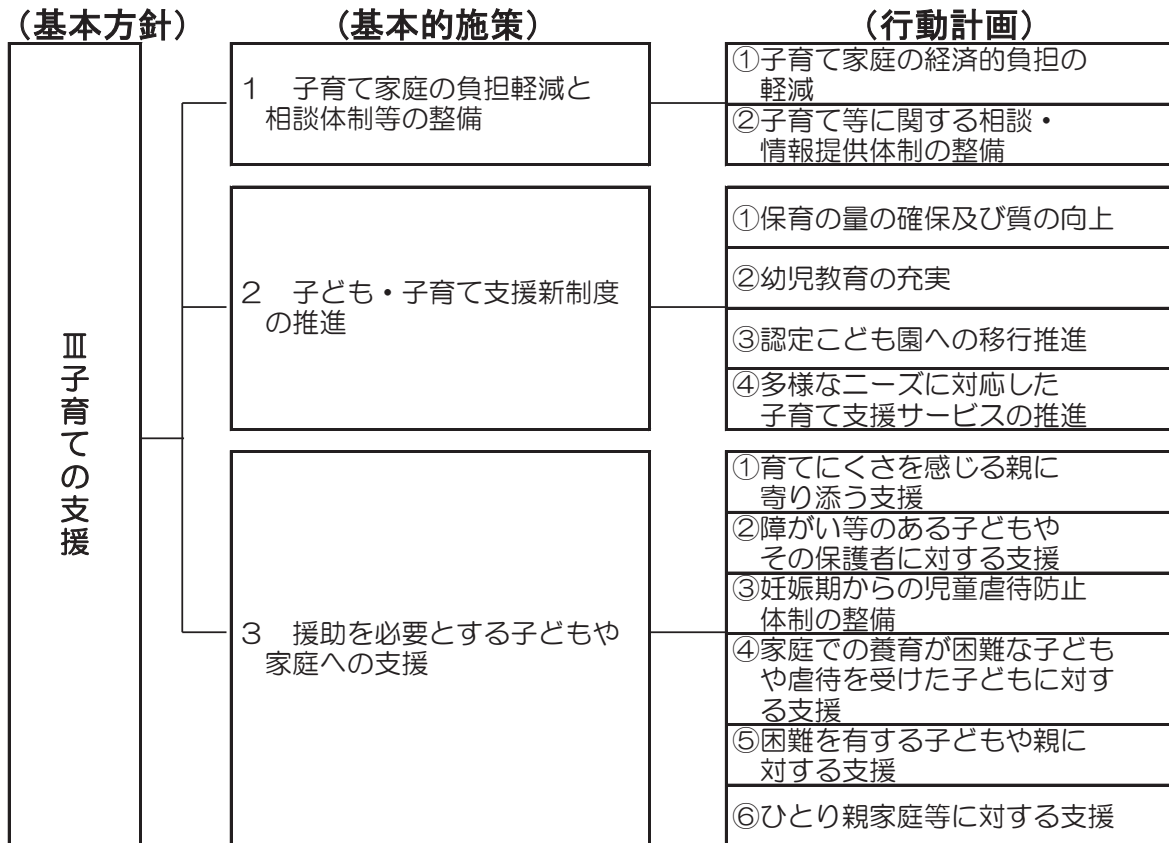 (基本方針)
(基本的施策)
(行動計画)
Ⅲ子育ての支援
1 子育て家庭の負担軽減と
相談体制等の整備
①子育て家庭の経済的負担の
軽減
②子育て等に関する相談・
情報提供体制の整備
2 子ども・子育て支援新制度
の推進
①保育の量の確保及び質の向上
②幼児教育の充実
③認定こども園への移行推進
④多様なニーズに対応した
子育て支援サービスの推進
3 援助を必要とする子どもや
家庭への支援
①育てにくさを感じる親に
寄り添う支援
②障がい等のある子どもや
その保護者に対する支援
③妊娠期からの児童虐待防止
体制の整備
④家庭での養育が困難な子ども
や虐待を受けた子どもに対す
る支援
⑤困難を有する子どもや親に
対する支援
⑥ひとり親家庭等に対する支援